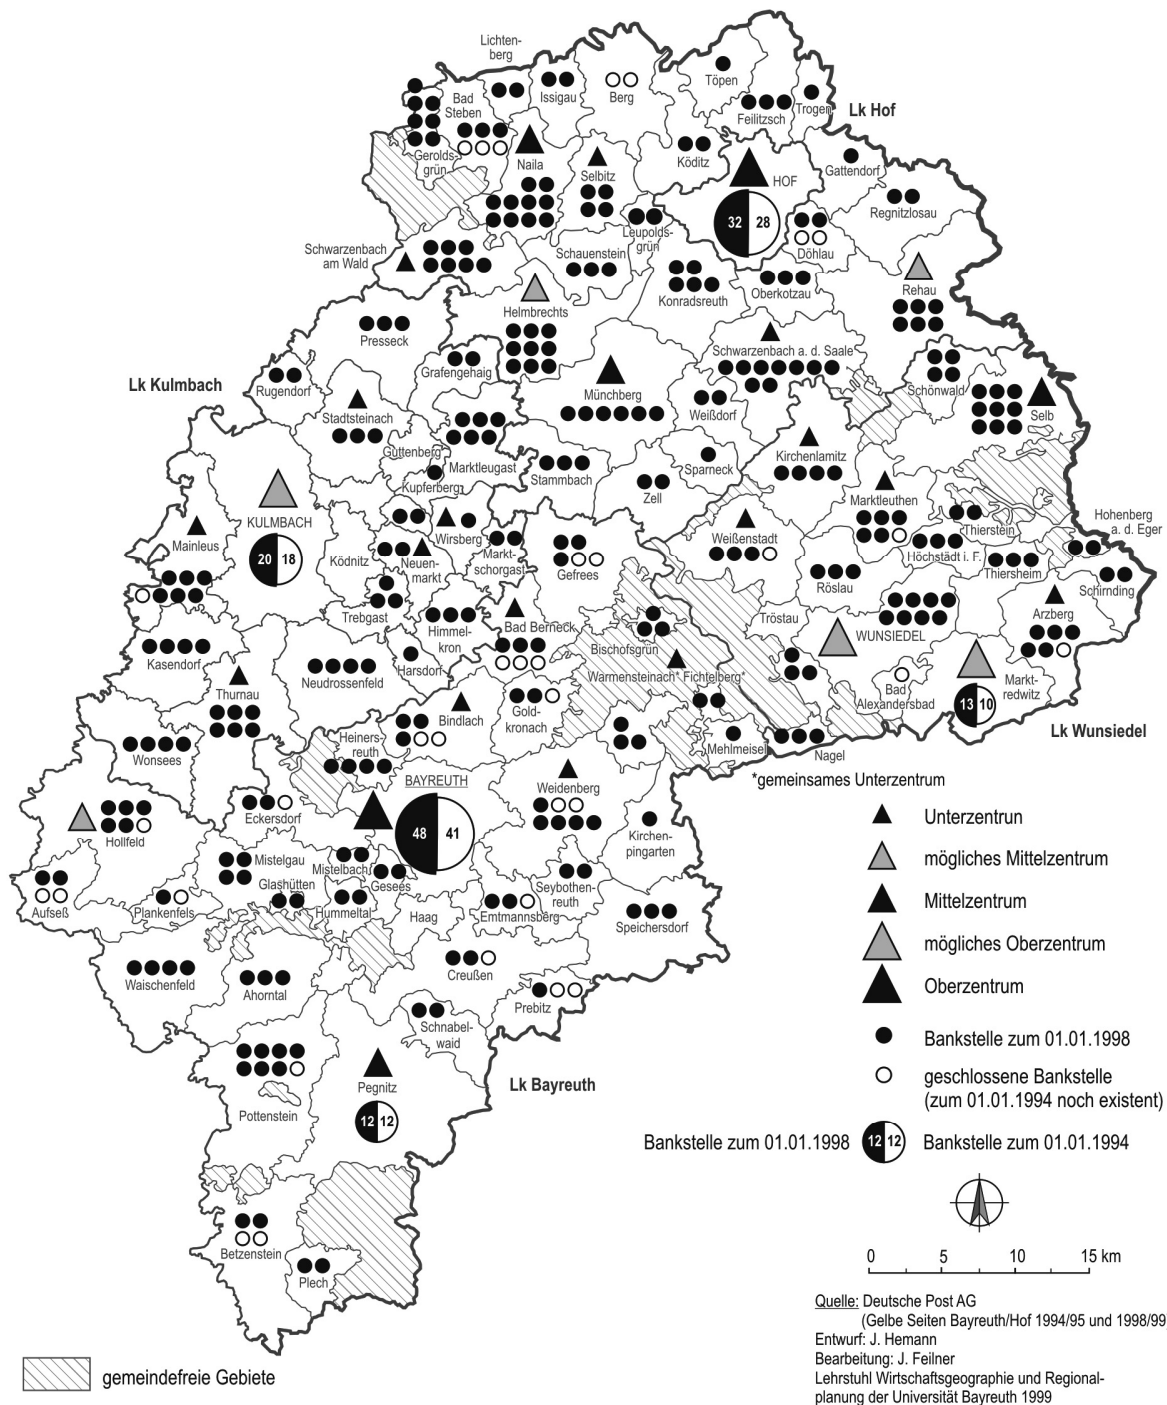 Lichten-
berg
Bad
Steben
Issigau
Berg
Töpen
Feilitzsch
Trogen
Lk Hof
Gerolds-
grün
Naila
Selbitz
Köditz
HOF
Gattendorf
Regnitzlosau
32 28
Leupolds-
grün
Döhlau
Schwarzenbach
am Wald
Schauenstein
Konradsreuth
Oberkotzau
Rehau
Helmbrechts
Presseck
Grafengehaig
Schwarzenbach a. d. Saale
Schönwald
Lk Kulmbach
Rugendorf
Münchberg
Weißdorf
Selb
Stadtsteinach
Guttenberg
Marktleugast
Kupferberg
Stammbach
Zell
Sparneck
Kirchenlamitz
Marktleuthen
Thierstein
Hohenberg
a. d. Eger
KULMBACH
20 18
Mainleus
Ködnitz
Wirsberg
Neuen-
markt
Markt-
schorgast
Gefrees
Weißenstadt
Höchstädt i. F.
Thiersheim
Schirnding
Röslau
Arzberg
Trebgast
Himmel-
kron
Bad Berneck
Bischofsgrün
Tröstau
WUNSIEDEL
Kasendorf
Neudrossenfeld
Harsdorf
Warmensteinach* Fichtelberg*
Bad
Alexandersbad
Markt-
redwitz
13 10
Lk Wunsiedel
Thurnau
Bindlach
Gold-
kronach
Mehlmeisel
Nagel
Wonsees
Heiners-
reuth
BAYREUTH
48 41
Weidenberg
Kirchen-
pingarten
Hollfeld
Eckersdorf
Mistelgau
Mistelbach
Glashütten
Gesees
Hummeltal
Haag
Emtmannsberg
Seybothen-
reuth
Speichersdorf
Aufseß
Plankenfels
Waischenfeld
Ahorntal
Creußen
Prebitz
Schnabel-
waid
Pegnitz
12 12
Lk Bayreuth
Pottenstein
Betzenstein
Plech
*gemeinsames Unterzentrum
Unterzentrun
mögliches Mittelzentrum
Mittelzentrum
mögliches Oberzentrum
Oberzentrum
Bankstelle zum 01.01.1998
geschlossene Bankstelle
(zum 01.01.1994 noch existent)
Bankstelle zum 01.01.1998 12 12 Bankstelle zum 01.01.1994
0 5 10 15 km
Quelle: Deutsche Post AG
(Gelbe Seiten Bayreuth/Hof 1994/95 und 1998/99
Entwurf: J. Hemann
Bearbeitung: J. Feilner
Lehrstuhl Wirtschaftsgeographie und Regional-
planung der Universität Bayreuth 1999
gemeindefreie Gebiete